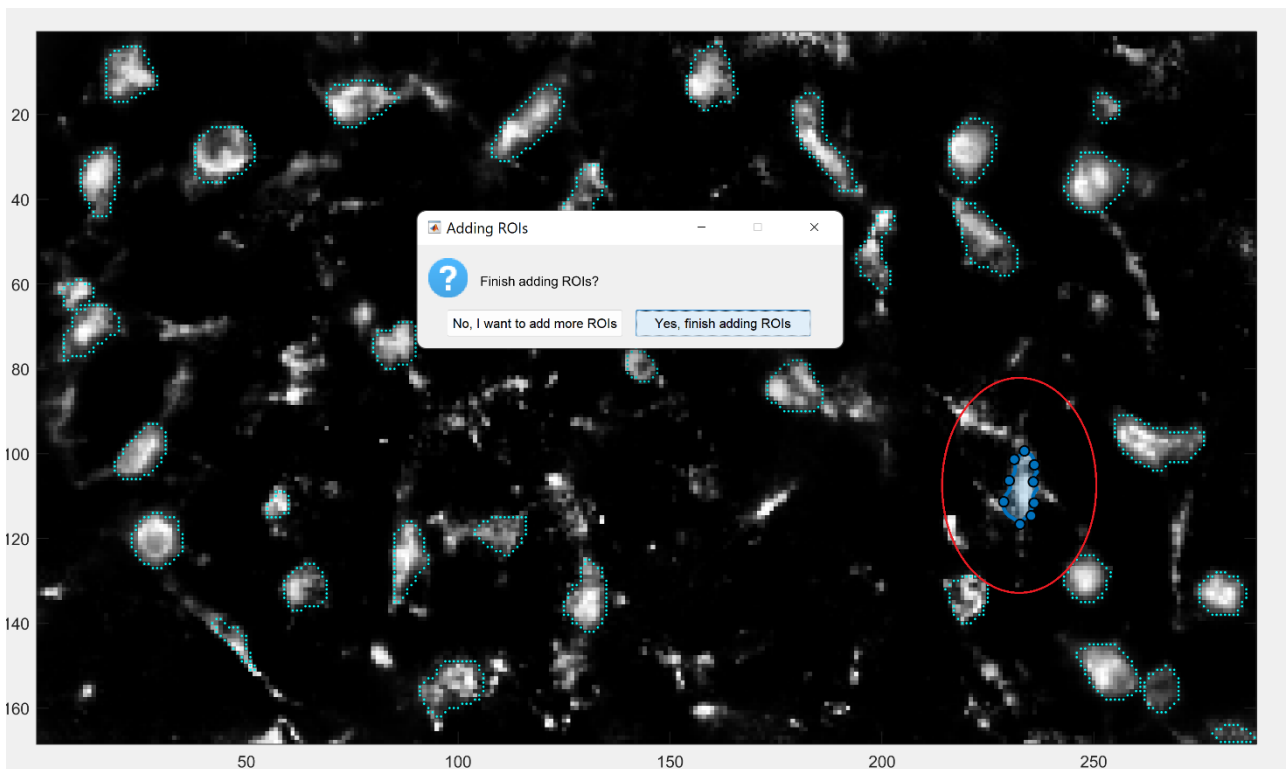 Adding ROIs
?
Finish adding ROIs?
No, I want to add more ROIs Yes, finish adding ROIs
20
40
60
80
100
120
140
160
50 100 150 200 250